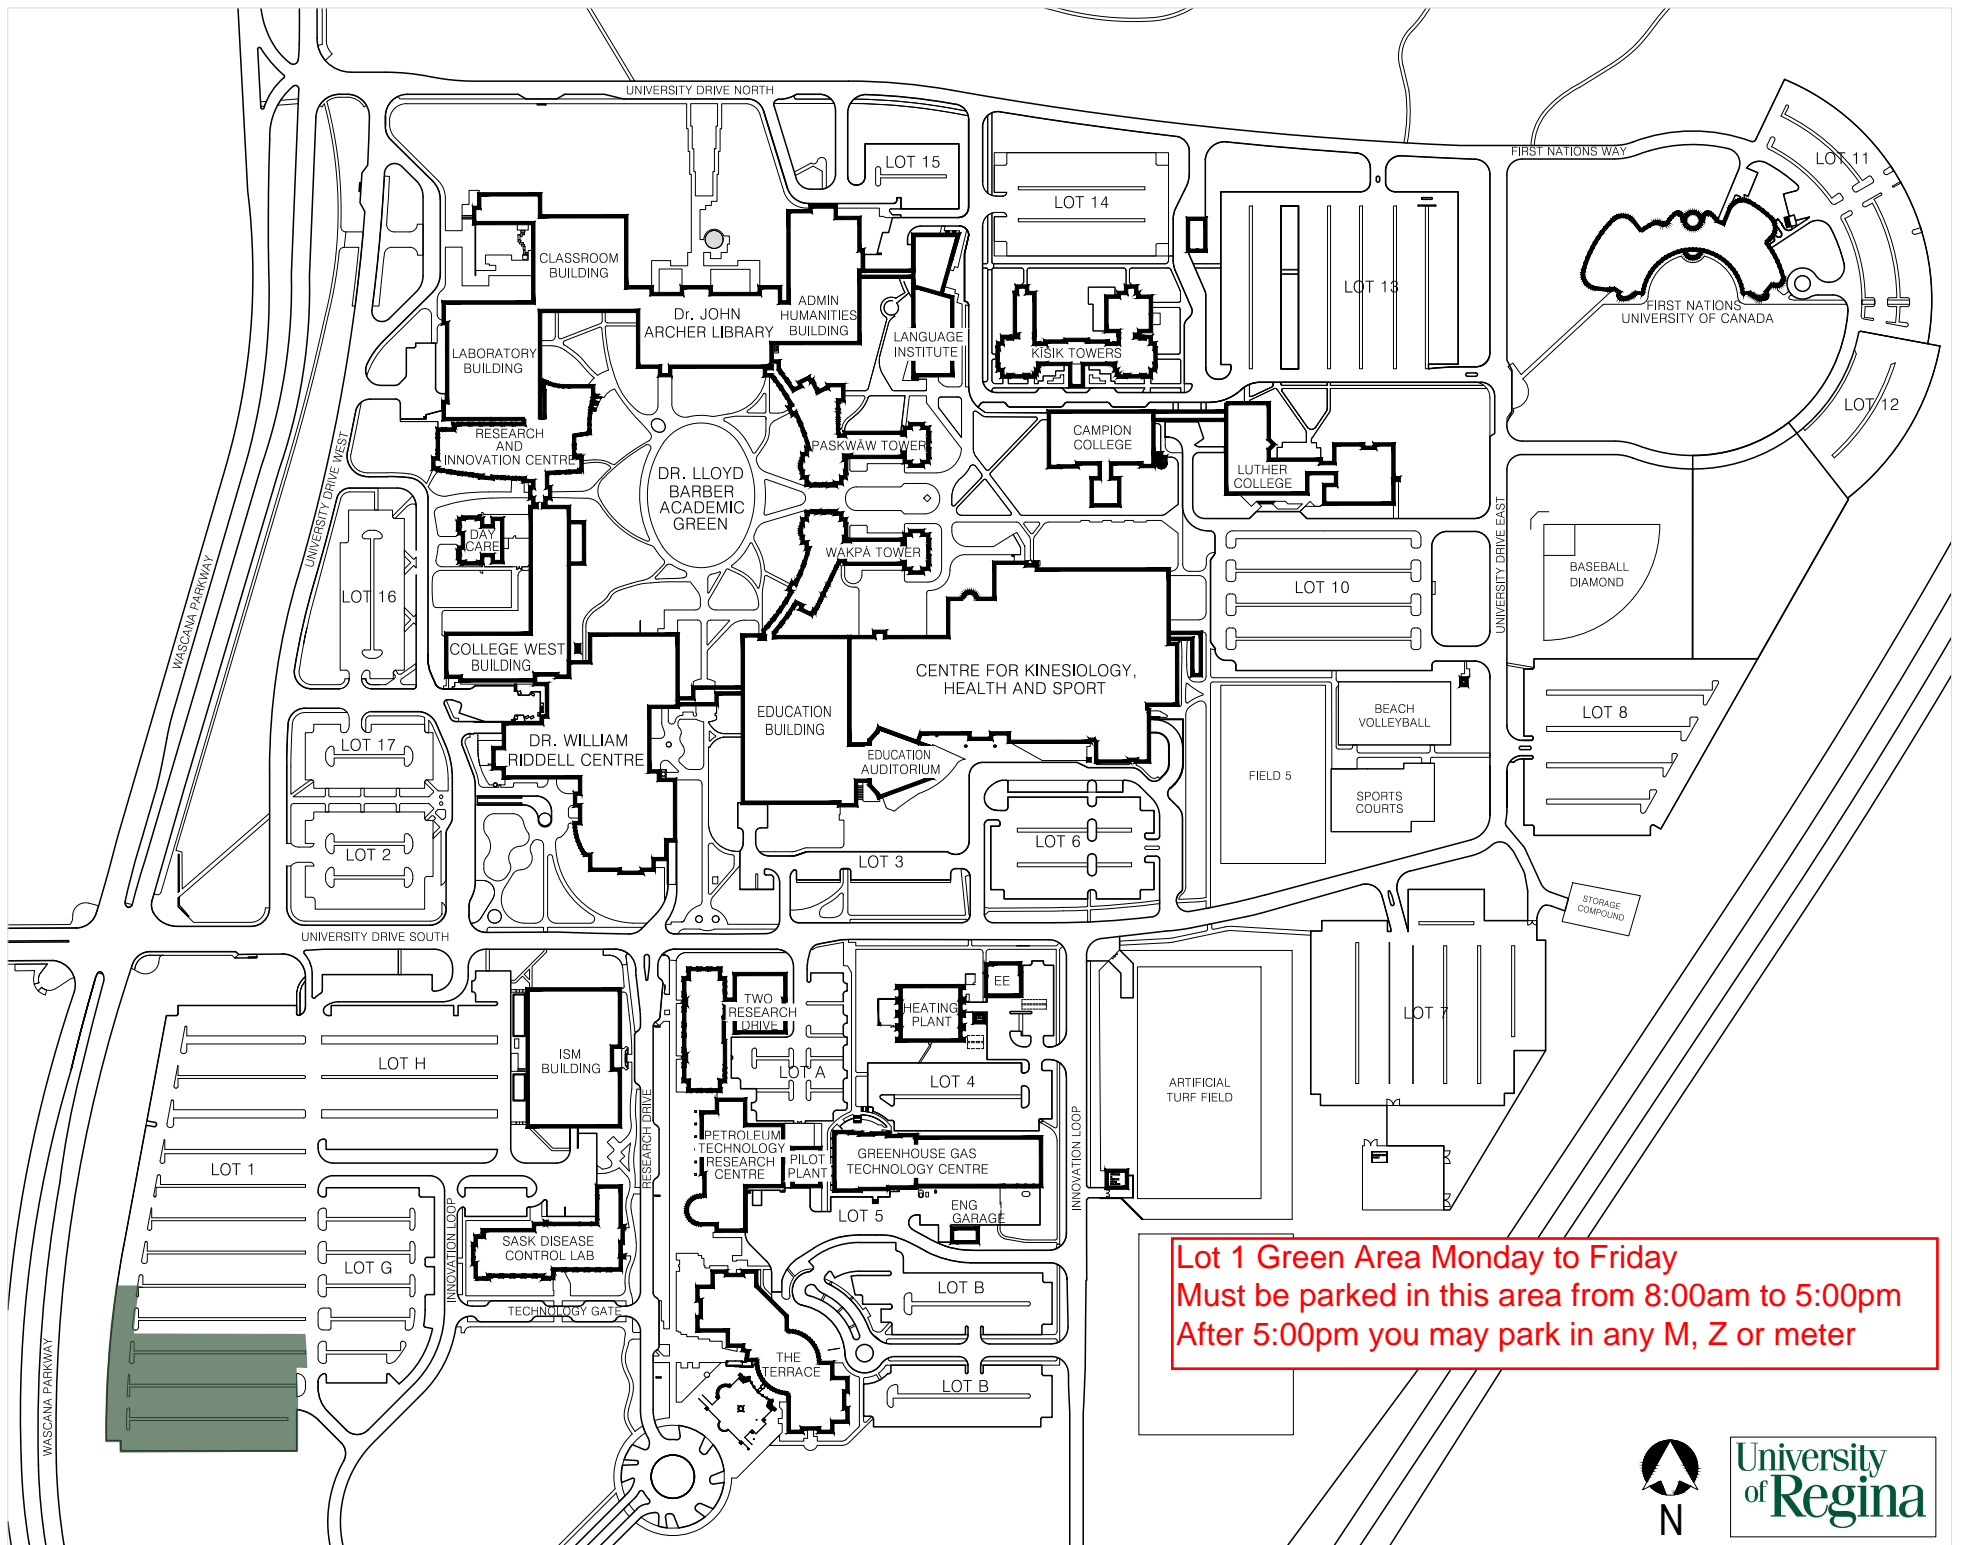 UNIVERSITY DRIVE NORTH
FIRST NATIONS WAY
LOT 15
LOT 11
LOT 14
CLASSROOM
BUILDING
LOT 13
ADMIN
HUMANITIES
BUILDING
Dr. JOHN
ARCHER LIBRARY
FIRST NATIONS
UNIVERSITY OF CANADA
LANGUAGE
INSTITUTE
KĪSIK TOWERS
LABORATORY
BUILDING
LOT 12
RESEARCH
AND
INNOVATION CENTRE
PASKWĀW TOWER
CAMPION
COLLEGE
LUTHER
COLLEGE
DR. LLOYD
BARBER
ACADEMIC
GREEN
UNIVERSITY DRIVE WEST
UNIVERSITY DRIVE EAST
DAY
CARE
WAKPĀ TOWER
BASEBALL
DIAMOND
WASCANA PARKWAY
LOT 16
LOT 10
COLLEGE WEST
BUILDING
CENTRE FOR KINESIOLOGY,
HEALTH AND SPORT
EDUCATION
BUILDING
BEACH
VOLLEYBALL
LOT 8
LOT 17
DR. WILLIAM
RIDDELL CENTRE
EDUCATION
AUDITORIUM
FIELD 5
SPORTS
COURTS
LOT 2
LOT 3
LOT 6
STORAGE
COMPOUND
UNIVERSITY DRIVE SOUTH
TWO
RESEARCH
DRIVE
HEATING
PLANT
EE
LOT 7
LOT H
ISM
BUILDING
LOT A
LOT 4
ARTIFICIAL
TURF FIELD
RESEARCH DRIVE
INNOVATION LOOP
LOT 1
PETROLEUM
TECHNOLOGY
RESEARCH
CENTRE
PILOT
PLANT
GREENHOUSE GAS
TECHNOLOGY CENTRE
INNOVATION LOOP
LOT 5
ENG
GARAGE
SASK DISEASE
CONTROL LAB
LOT G
LOT B
TECHNOLOGY GATE
Lot 1 Green Area Monday to Friday
Must be parked in this area from 8:00am to 5:00pm
After 5:00pm you may park in any M, Z or meter
THE
TERRACE
LOT B
WASCANA PARKWAY
N
University
of Regina